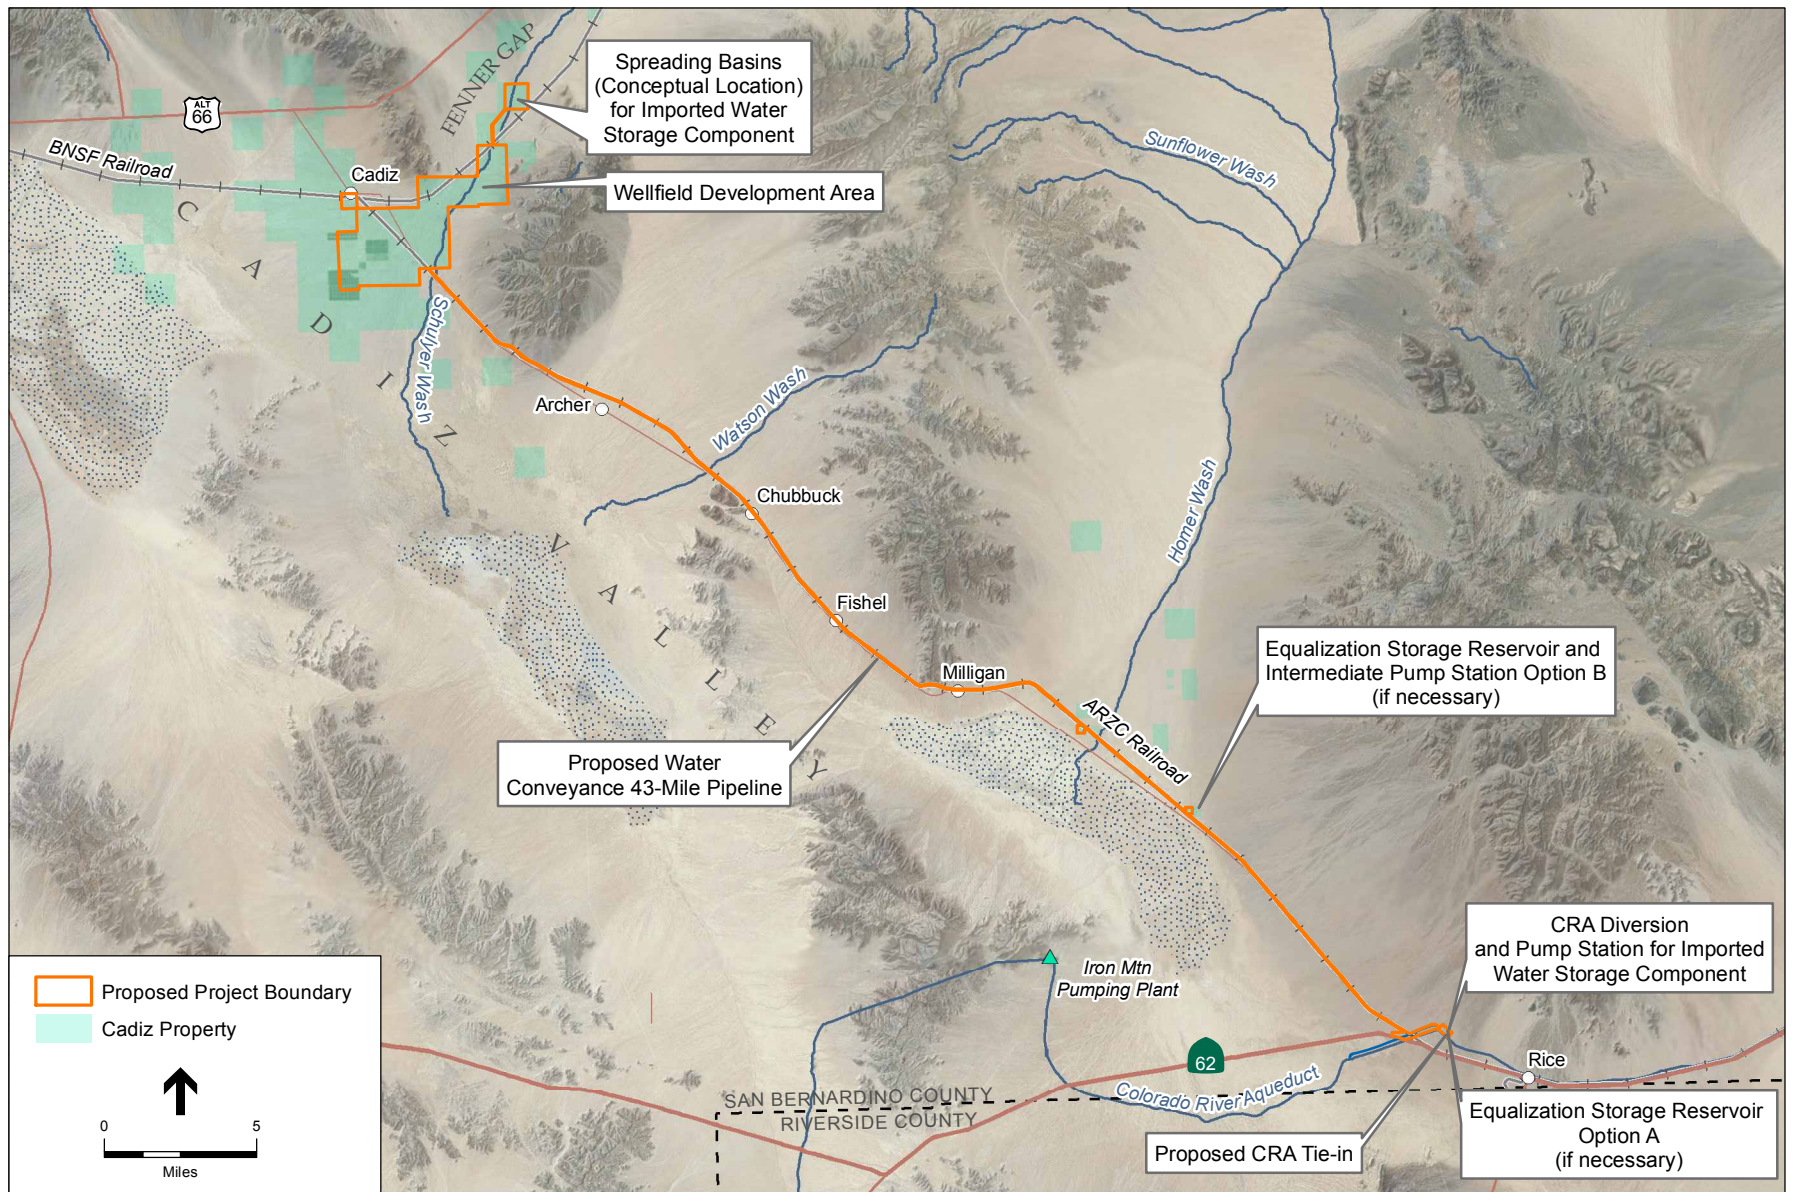 FENNER GAP
Spreading Basins
(Conceptual Location)
for Imported Water
Storage Component
ALT
66
BNSF Railroad
Cadiz
Wellfield Development Area
Sunflower Wash
CADIZ VALLEY
Schulyer Wash
Archer
Watson Wash
Chubbuck
Homer Wash
Fishel
Milligan
Equalization Storage Reservoir and
Intermediate Pump Station Option B
(if necessary)
ARZC Railroad
Proposed Water
Conveyance 43-Mile Pipeline
CRA Diversion
and Pump Station for Imported
Water Storage Component
Iron Mtn
Pumping Plant
62
Rice
Colorado River Aqueduct
SAN BERNARDINO COUNTY
RIVERSIDE COUNTY
Proposed CRA Tie-in
Equalization Storage Reservoir
Option A
(if necessary)
Proposed Project Boundary
Cadiz Property
0 5
Miles